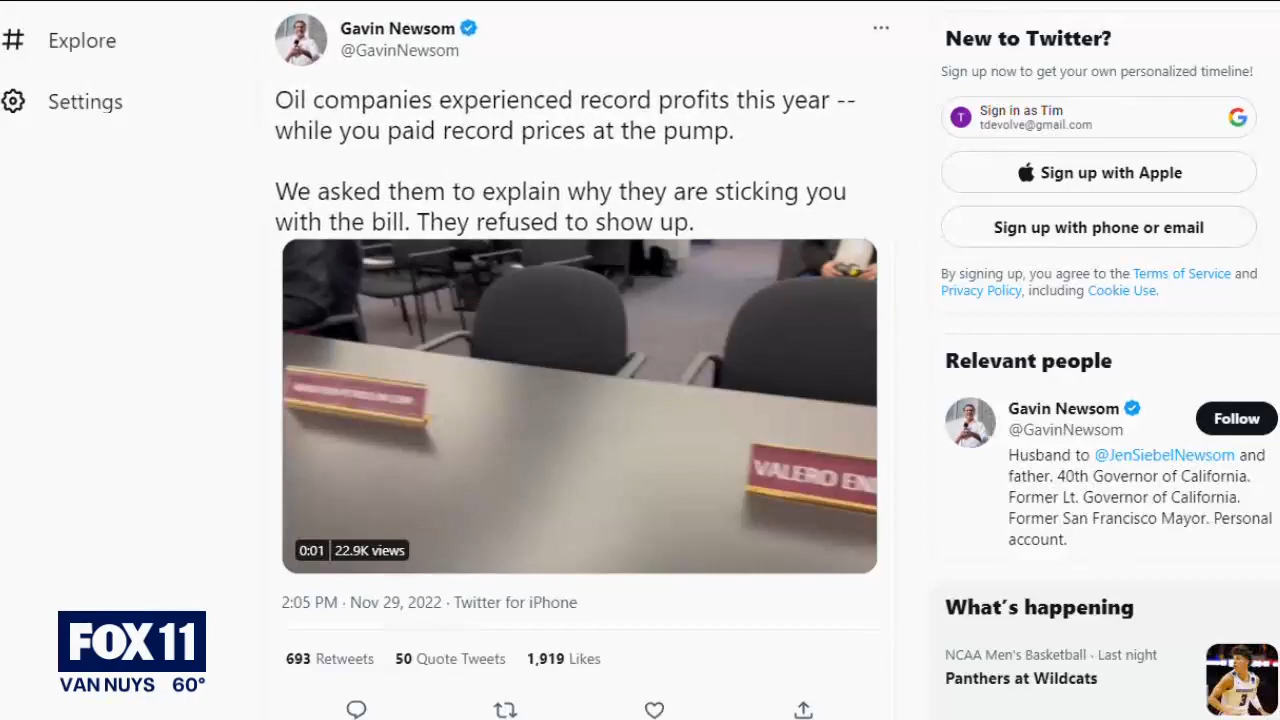 Explore
Settings
Gavin Newsom
@GavinNewsom
Oil companies experienced record profits this year --
while you paid record prices at the pump.
We asked them to explain why they are sticking you
with the bill. They refused to show up.
VALERO EN
0:01 22.9K views
2:05 PM · Nov 29, 2022 · Twitter for iPhone
693 Retweets 50 Quote Tweets 1,919 Likes
New to Twitter?
Sign up now to get your own personalized timeline!
T
Sign in as Tim
tdevolve@gmail.com
Sign up with Apple
Sign up with phone or email
By signing up, you agree to the Terms of Service and
Privacy Policy, including Cookie Use.
Relevant people
Gavin Newsom
@GavinNewsom
Follow
Husband to @JenSiebelNewsom and
father. 40th Governor of California.
Former Lt. Governor of California.
Former San Francisco Mayor. Personal
account.
What's happening
NCAA Men's Basketball · Last night
Panthers at Wildcats
3
FOX 11
VAN NUYS 60°